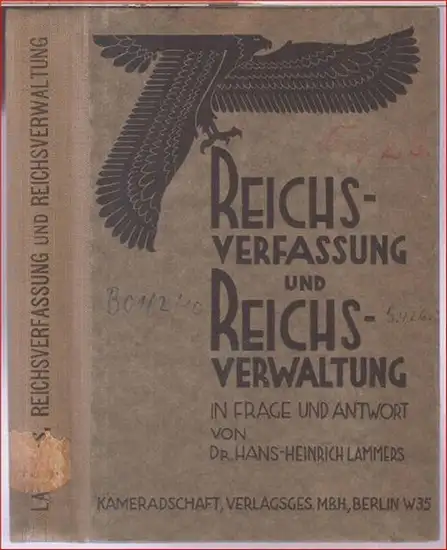 REICHS-
VERFASSUNG
UND
REICHS-
VERWALTUNG
IN FRAGE UND ANTWORT
VON
DR. HANS-HEINRICH LAMMERS
KAMERADSCHAFT, VERLAGSGES. M.B.H., BERLIN W35
REICHSVERFASSUNG UND REICHSVERWALTUNG